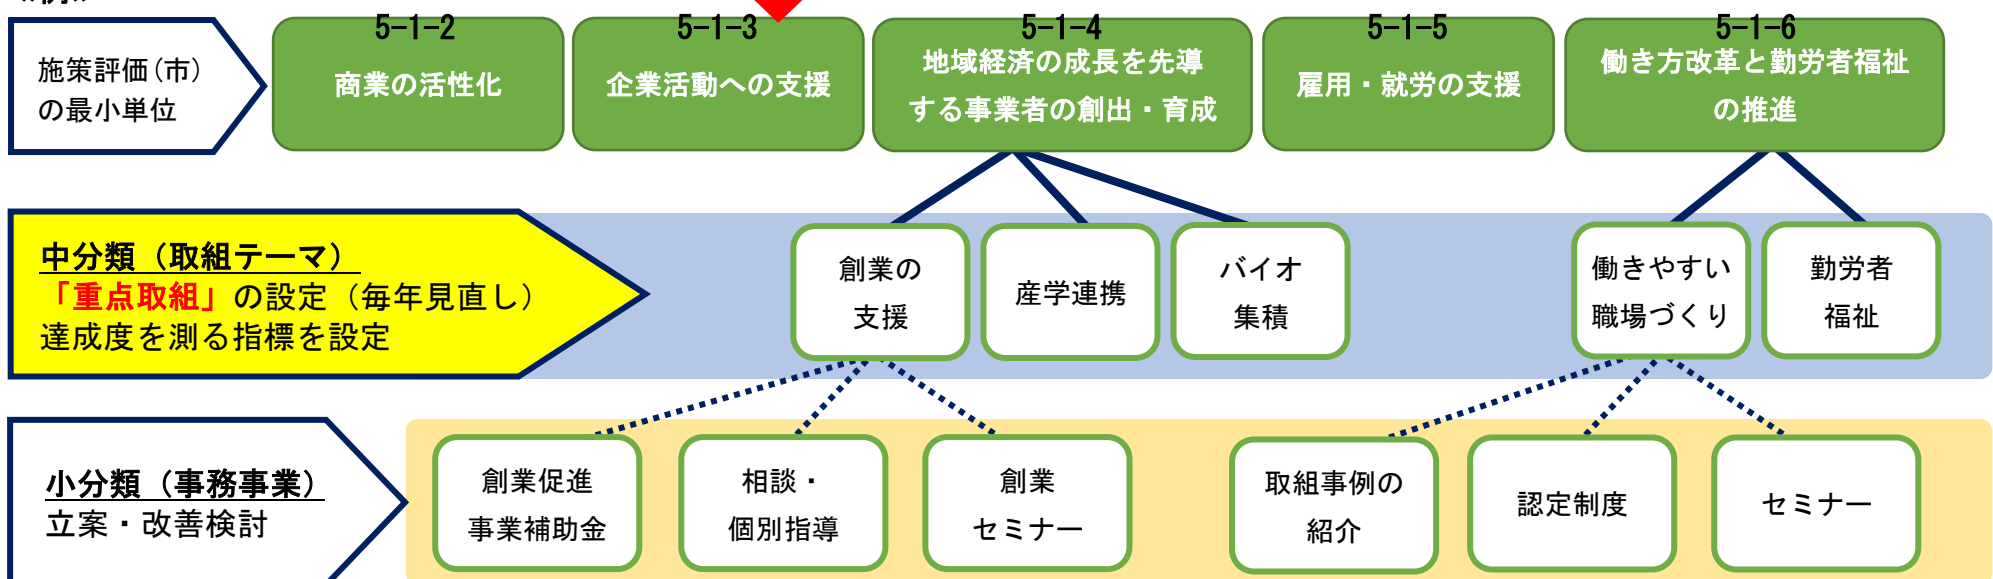 5-1-2
5-1-3
5-1-4
5-1-5
5-1-6
施策評価(市)
の最小単位
商業の活性化
企業活動への支援
地域経済の成長を先導
する事業者の創出・育成
雇用・就労の支援
働き方改革と勤労者福祉
の推進
中分類（取組テーマ）
「重点取組」の設定（毎年見直し）
達成度を測る指標を設定
創業の
支援
産学連携
バイオ
集積
働きやすい
職場づくり
勤労者
福祉
小分類（事務事業）
立案・改善検討
創業促進
事業補助金
相談・
個別指導
創業
セミナー
取組事例の
紹介
認定制度
セミナー